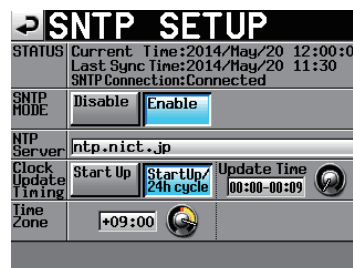 SNTP SETUP
STATUS Current Time:2014/May/20 12:00:0
Last Sync Time:2014/May/20 11:30
SNTP Connection:Connected
SNTP MODE Disable Enable
NTP Server ntp.nict.jp
Clock Update Timing Start Up StartUp/ 24h cycle Update Time 00:00-00:09
Time Zone +09:00